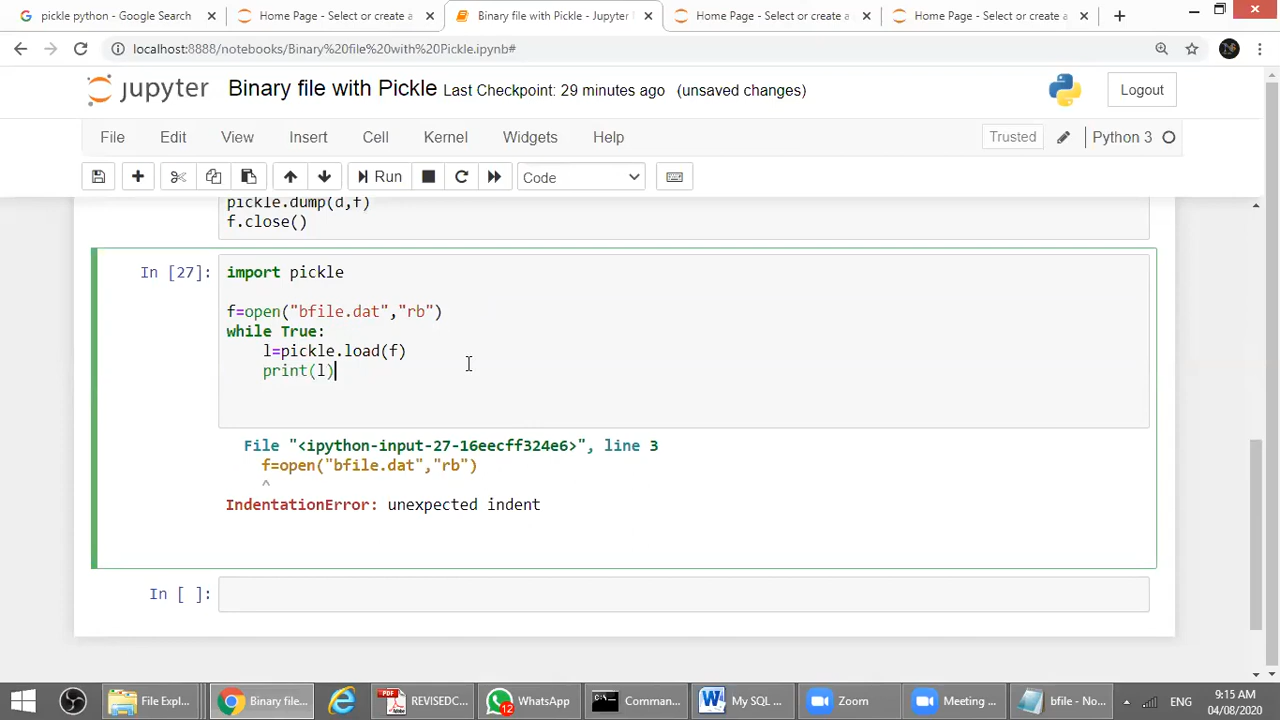 pickle python - Google Search
Home Page - Select or create a
Binary file with Pickle - Jupyter
Home Page - Select or create a
Home Page - Select or create a
localhost:8888/notebooks/Binary%20file%20with%20Pickle.ipynb#
jupyter Binary file with Pickle Last Checkpoint: 29 minutes ago (unsaved changes)
Logout
File Edit View Insert Cell Kernel Widgets Help
Trusted
Python 3
Run
Code
pickle.dump(d,f)
f.close()
In [27]:
import pickle
f=open("bfile.dat","rb")
while True:
l=pickle.load(f)
print(l)
File "<ipython-input-27-16eecff324e6>", line 3
f=open("bfile.dat","rb")
^
IndentationError: unexpected indent
In [ ]:
File Expl...
Binary file...
REVISEDC...
12
WhatsApp
Comman...
My SQL ...
Zoom
Meeting ...
bfile - No...
ENG
9:15 AM
04/08/2020